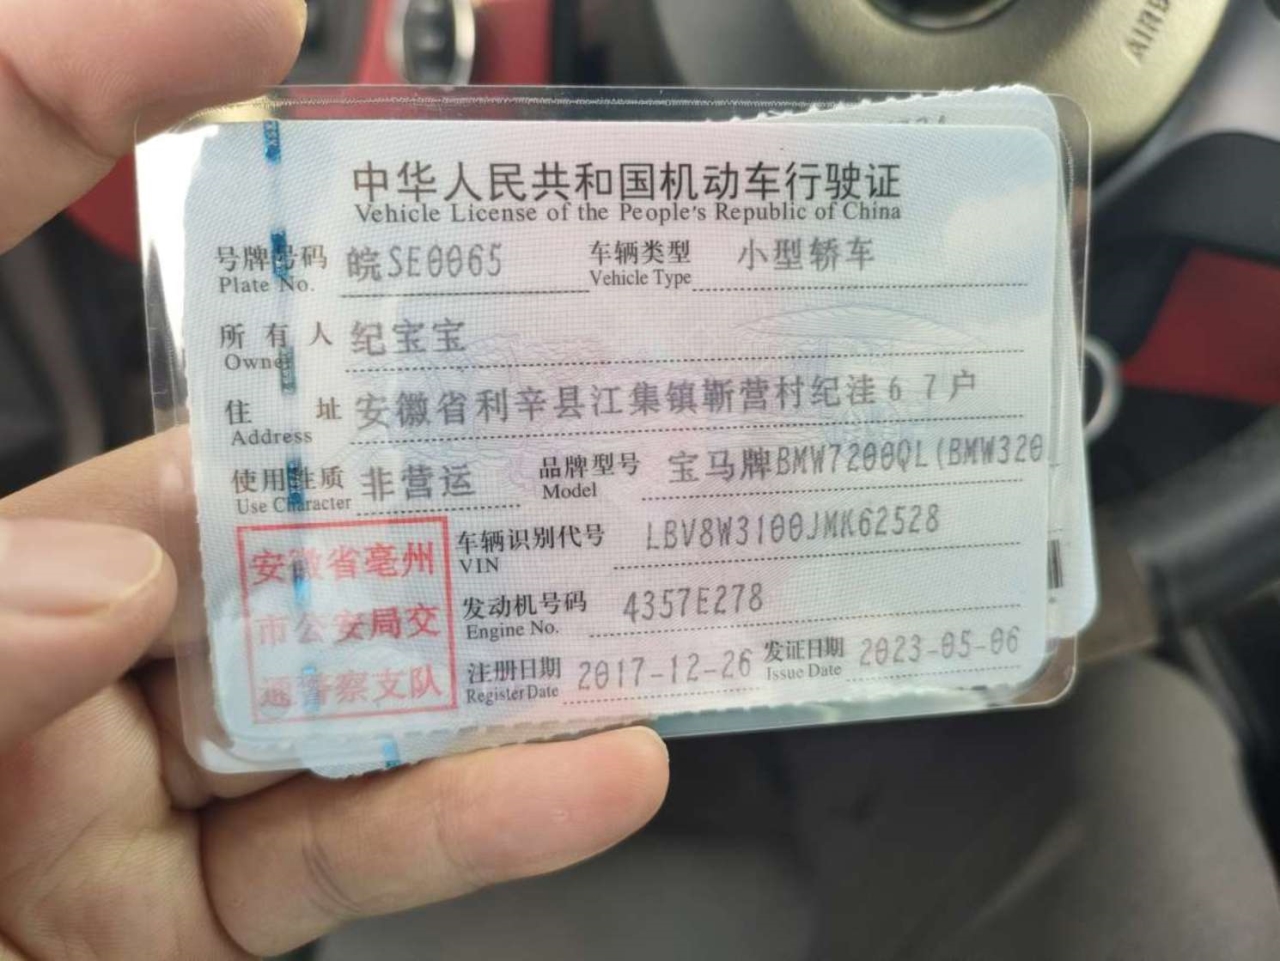 中华人民共和国机动车行驶证
Vehicle License of the People's Republic of China
号牌号码 皖SE0065 车辆类型 小型轿车
Plate No. Vehicle Type
所有人 纪宝宝
Owner
住址 安徽省利辛县江集镇靳营村纪洼67户
Address
使用性质 非营运 品牌型号 宝马牌BMW7200QL(BMW320
Use Character Model
车辆识别代号 LBV8W3100JMK62528
VIN
发动机号码 4357E278
Engine No.
注册日期 2017-12-26 发证日期 2023-05-06
Register Date Issue Date
安徽省亳州
市公安局交
通警察支队